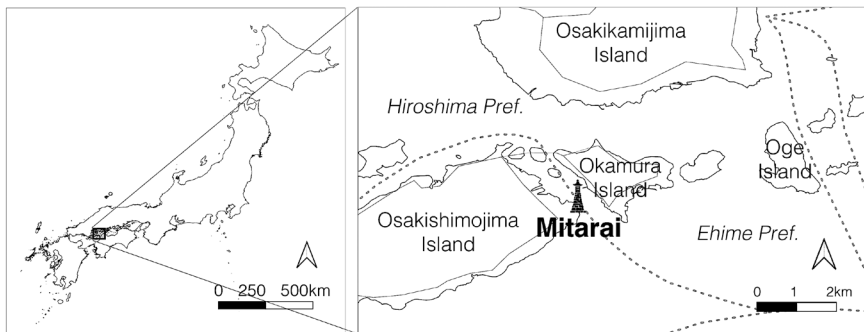 0 250 500km
Osakikamijima
Island
Hiroshima Pref.
Okamura
Island
Oge
Island
Osakishimojima
Island
Mitarai
Ehime Pref.
0 1 2km